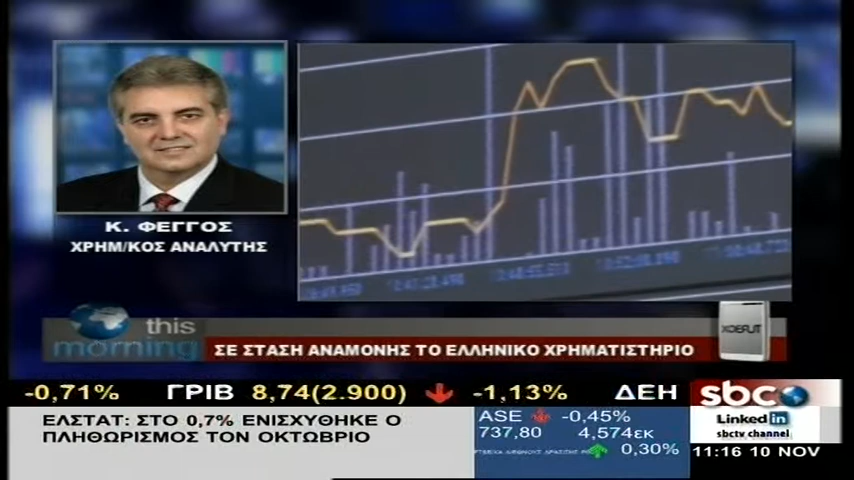 Κ. ΦΕΓΓΟΣ
ΧΡΗΜ/ΚΟΣ ΑΝΑΛΥΤΗΣ
this
morning
ΣΕ ΣΤΑΣΗ ΑΝΑΜΟΝΗΣ ΤΟ ΕΛΛΗΝΙΚΟ ΧΡΗΜΑΤΙΣΤΗΡΙΟ
-0,71% ΓΡΙΒ 8,74(2.900) -1,13% ΔΕΗ
sbc
ΕΛΣΤΑΤ: ΣΤΟ 0,7% ΕΝΙΣΧΥΘΗΚΕ Ο
ΠΛΗΘΩΡΙΣΜΟΣ ΤΟΝ ΟΚΤΩΒΡΙΟ
ASE -0,45%
737,80 4,574εκ
0,30%
Linked in
sbctv channel
11:16 10 NOV